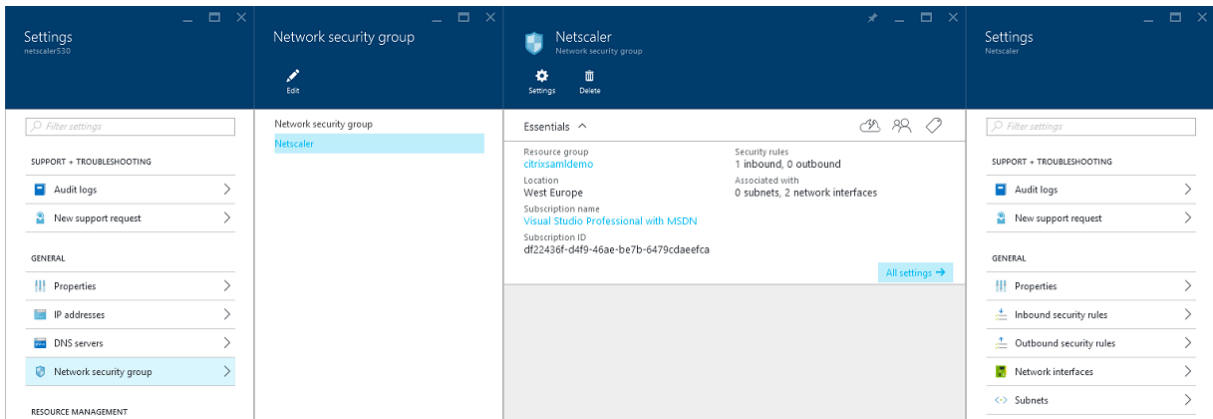 Settings
netscaler530
Filter settings
SUPPORT + TROUBLESHOOTING
Audit logs
New support request
GENERAL
Properties
IP addresses
DNS servers
Network security group
RESOURCE MANAGEMENT
Network security group
Edit
Network security group
Netscaler
Netscaler
Network security group
Settings
Delete
Essentials
Resource group
citrixsamldemo
Location
West Europe
Subscription name
Visual Studio Professional with MSDN
Subscription ID
df22436f-d4f9-46ae-be7b-6479cdaeefca
Security rules
1 inbound, 0 outbound
Associated with
0 subnets, 2 network interfaces
All settings →
Settings
Netscaler
Filter settings
SUPPORT + TROUBLESHOOTING
Audit logs
New support request
GENERAL
Properties
Inbound security rules
Outbound security rules
Network interfaces
Subnets